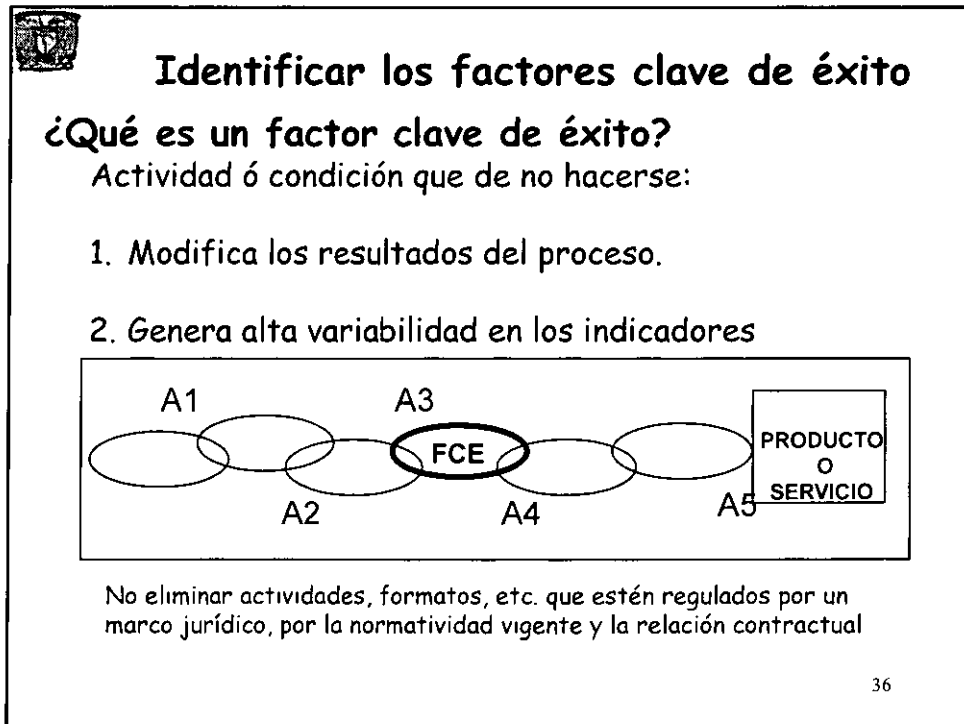 Identificar los factores clave de éxito
¿Qué es un factor clave de éxito?
Actividad ó condición que de no hacerse:
1. Modifica los resultados del proceso.
2. Genera alta variabilidad en los indicadores
A1
A3
FCE
PRODUCTO
O
SERVICIO
A2
A4
A5
No eliminar actividades, formatos, etc. que estén regulados por un
marco jurídico, por la normatividad vigente y la relación contractual
36